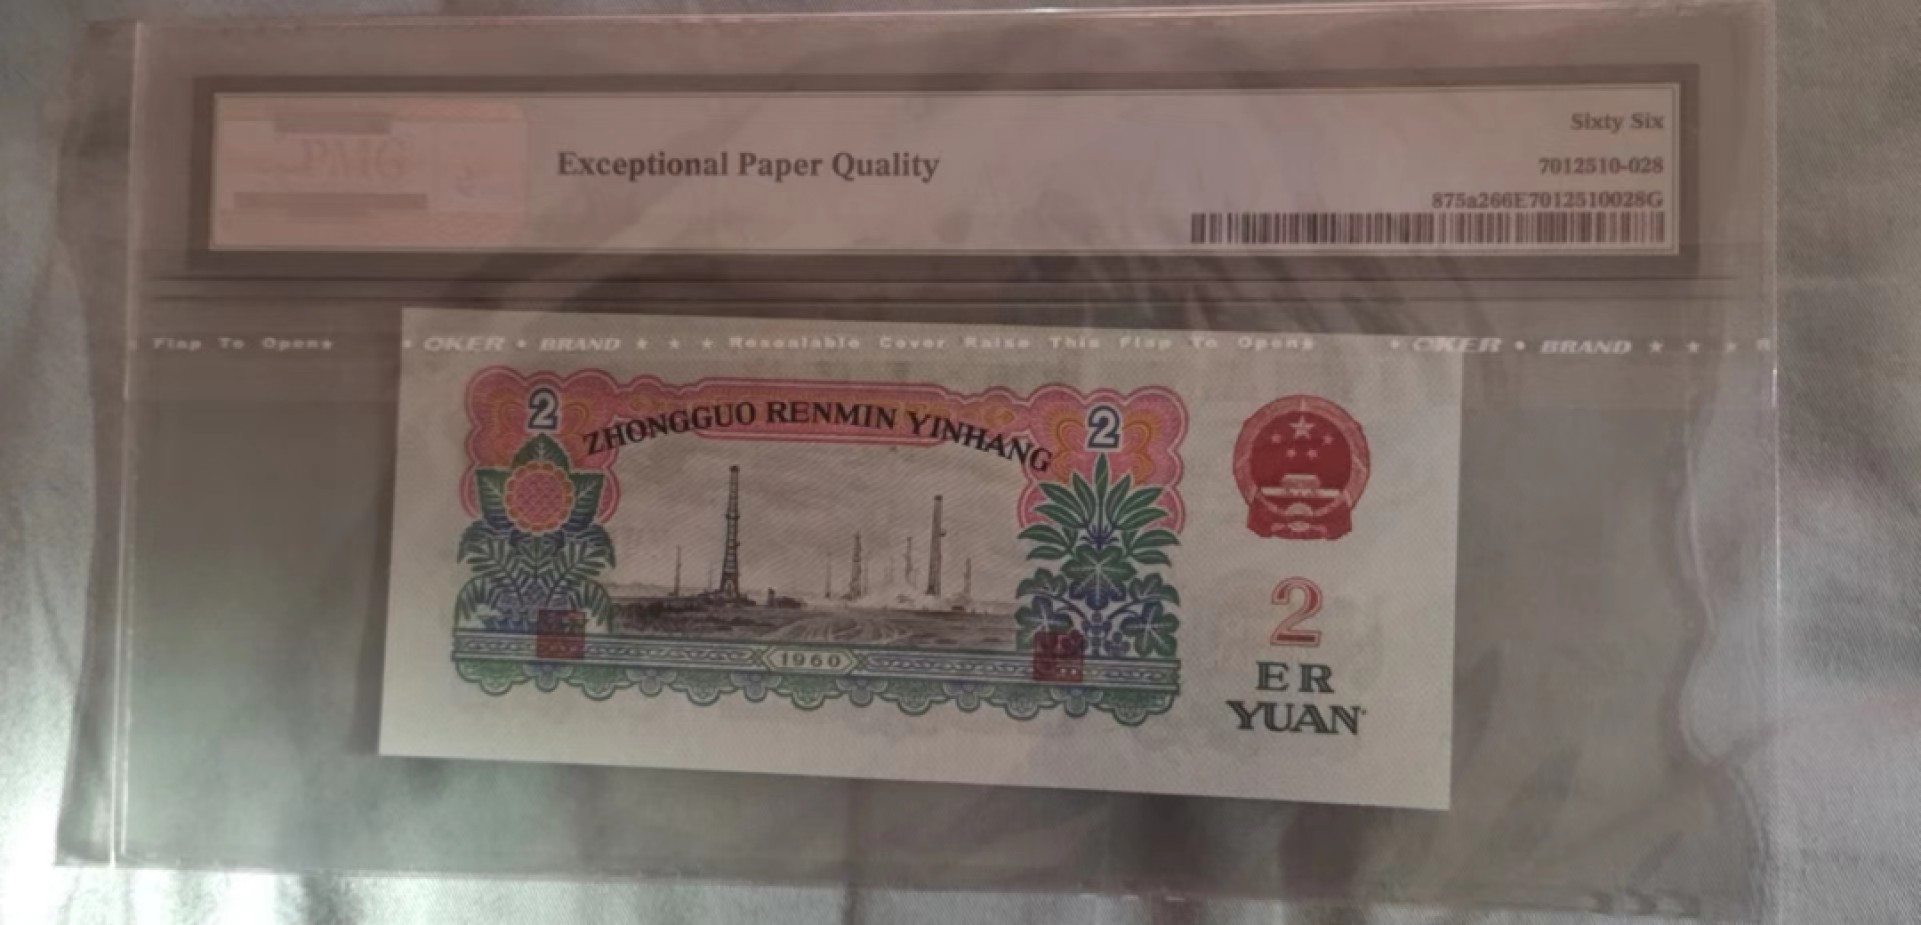 Sixty Six
PMG
Exceptional Paper Quality
7012510-028
875a266E7012510028G
Flap To Open★
• OKER • BRAND ★ ★ ★ Resealable Cover Raise This Flap To Open★ • OKER • BRAND ★ ★ ★
2 ZHONGGUO RENMIN YINHANG 2
1960
2
ER
YUAN